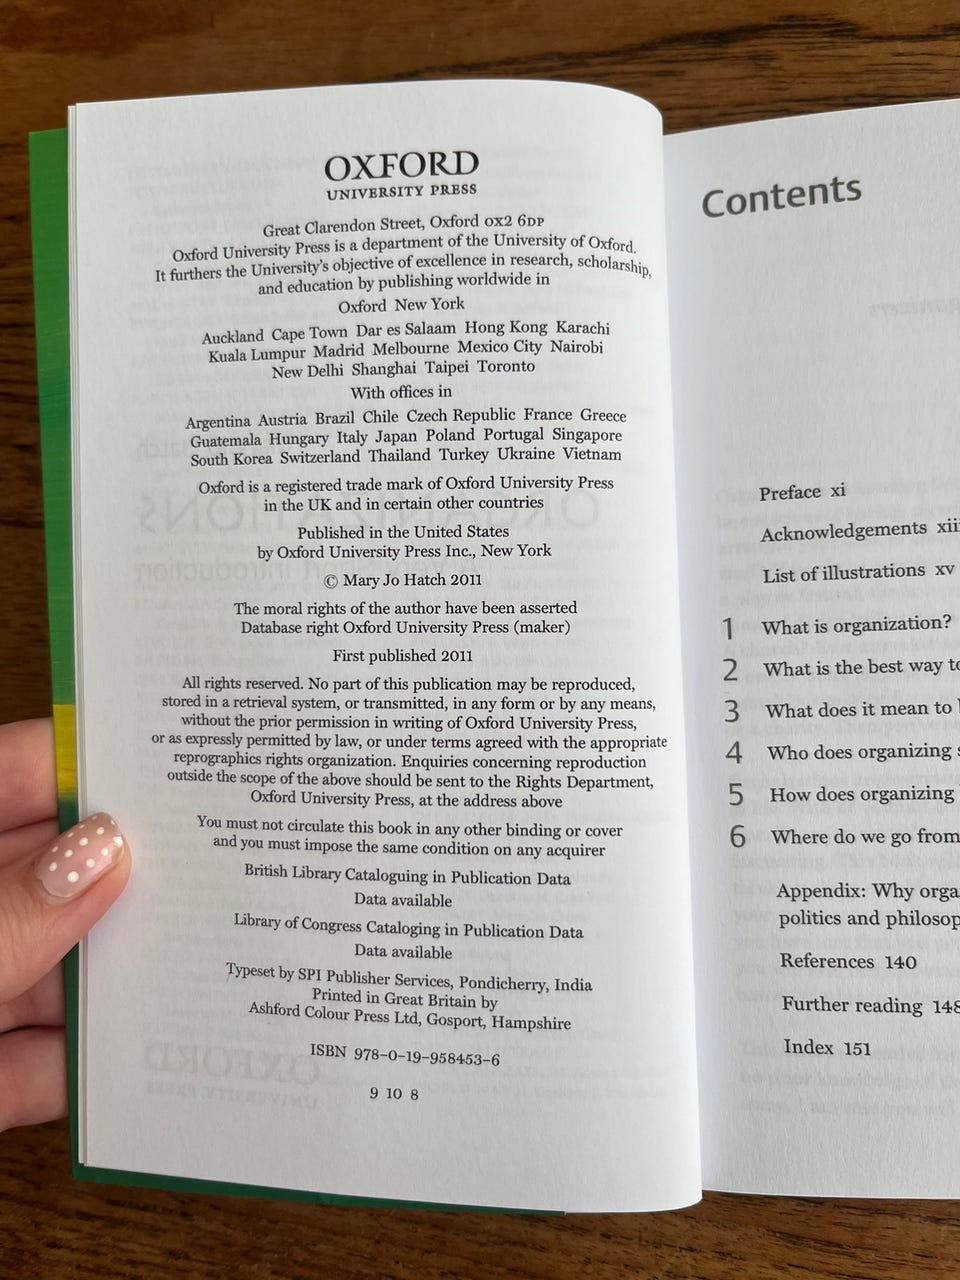 OXFORD
UNIVERSITY PRESS
Great Clarendon Street, Oxford OX2 6DP
Oxford University Press is a department of the University of Oxford.
It furthers the University's objective of excellence in research, scholarship,
and education by publishing worldwide in
Oxford New York
Auckland Cape Town Dar es Salaam Hong Kong Karachi
Kuala Lumpur Madrid Melbourne Mexico City Nairobi
New Delhi Shanghai Taipei Toronto
With offices in
Argentina Austria Brazil Chile Czech Republic France Greece
Guatemala Hungary Italy Japan Poland Portugal Singapore
South Korea Switzerland Thailand Turkey Ukraine Vietnam
Oxford is a registered trade mark of Oxford University Press
in the UK and in certain other countries
Published in the United States
by Oxford University Press Inc., New York
© Mary Jo Hatch 2011
The moral rights of the author have been asserted
Database right Oxford University Press (maker)
First published 2011
All rights reserved. No part of this publication may be reproduced,
stored in a retrieval system, or transmitted, in any form or by any means,
without the prior permission in writing of Oxford University Press,
or as expressly permitted by law, or under terms agreed with the appropriate
reprographics rights organization. Enquiries concerning reproduction
outside the scope of the above should be sent to the Rights Department,
Oxford University Press, at the address above
You must not circulate this book in any other binding or cover
and you must impose the same condition on any acquirer
British Library Cataloguing in Publication Data
Data available
Library of Congress Cataloging in Publication Data
Data available
Typeset by SPI Publisher Services, Pondicherry, India
Printed in Great Britain by
Ashford Colour Press Ltd, Gosport, Hampshire
ISBN 978-0-19-958453-6
9 10 8
Contents
Preface xi
Acknowledgements xiii
List of illustrations xv
1 What is organization?
2 What is the best way to
3 What does it mean to
4 Who does organizing
5 How does organizing
6 Where do we go from
Appendix: Why orga
politics and philosop
References 140
Further reading 148
Index 151